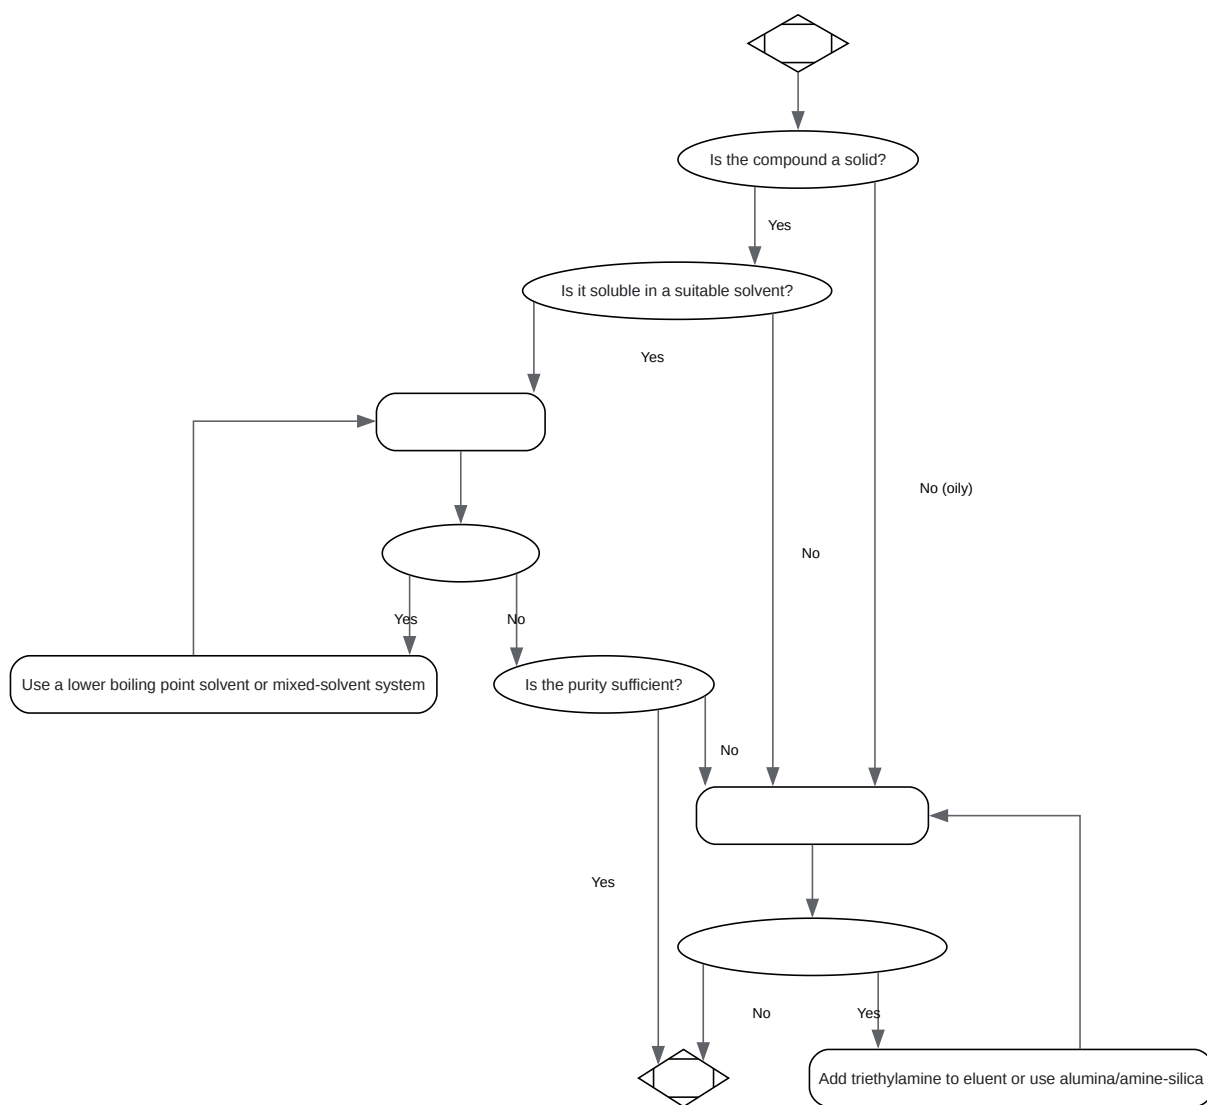 Is the compound a solid?
Yes
Is it soluble in a suitable solvent?
Yes
No (oily)
No
Yes
No
Use a lower boiling point solvent or mixed-solvent system
Is the purity sufficient?
No
Yes
No
Yes
Add triethylamine to eluent or use alumina/amine-silica